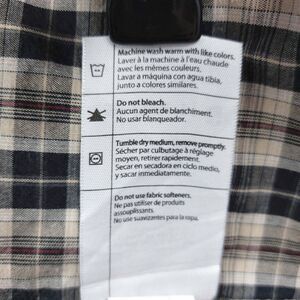 Machine wash warm with like colors.
Laver à la machine à l'eau chaude
avec les mêmes couleurs.
Lavar a máquina con agua tibia,
junto a colores similares.
Do not bleach.
Aucun agent de blanchiment.
No usar blanqueador.
Tumble dry medium, remove promptly.
Sécher par culbutage à réglage
moyen, retirer rapidement.
Secar en secadora en ciclo medio,
y sacar inmediatamente.
Do not use fabric softeners.
Ne pas utiliser de produits
assouplissants.
No use suavizantes para la ropa.